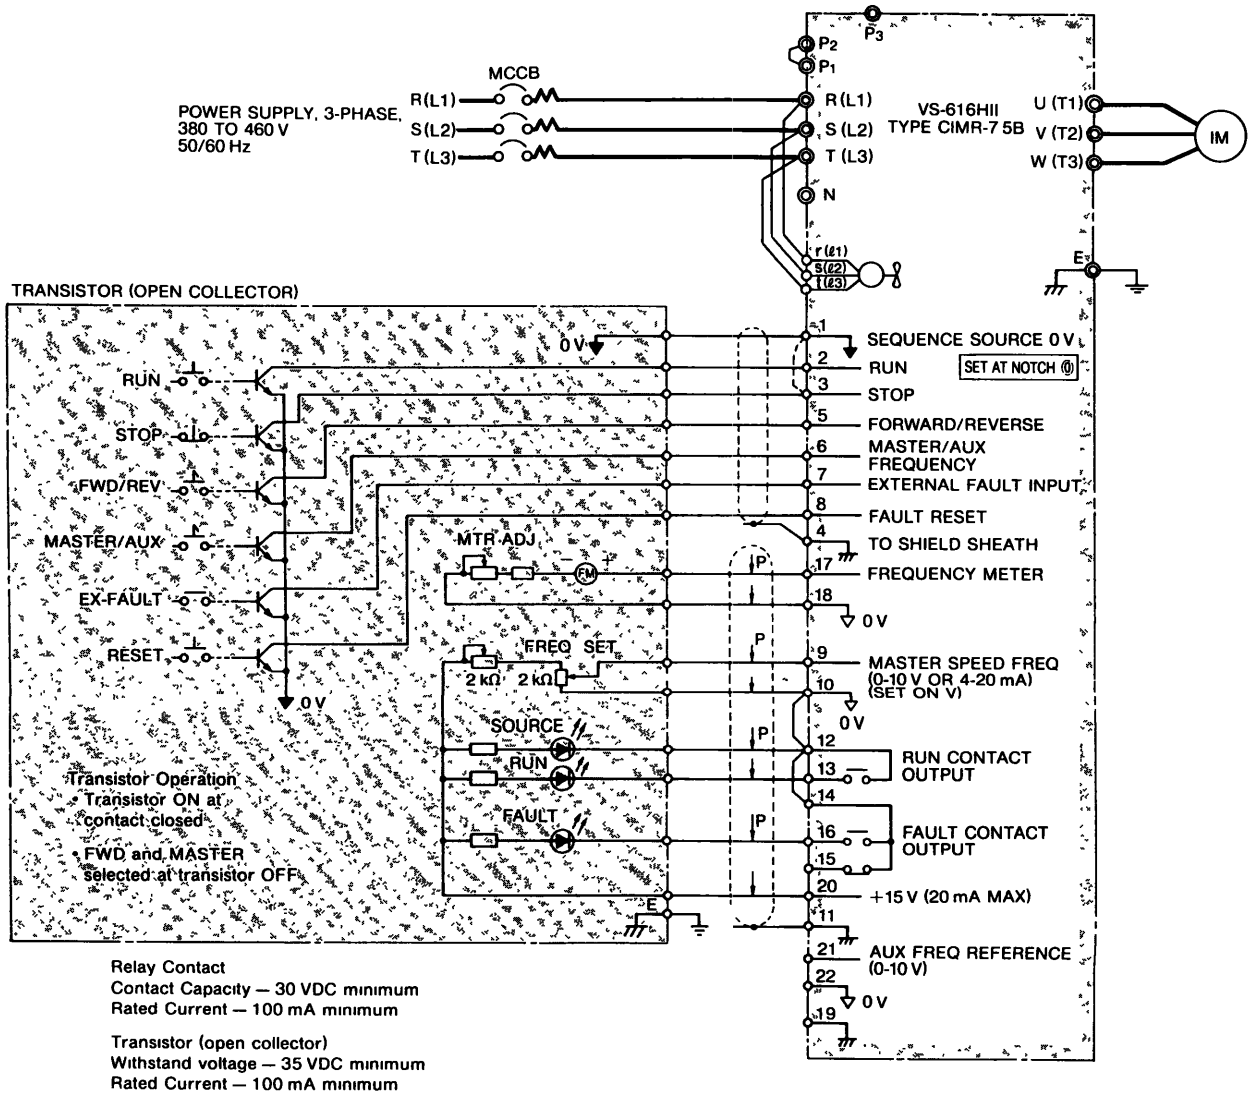 P3
P2
P1
MCCB
POWER SUPPLY, 3-PHASE,
380 TO 460 V
50/60 Hz
R(L1)
S(L2)
T(L3)
R(L1)
S(L2)
T(L3)
N
VS-616HII
TYPE CIMR-7 5B
U(T1)
V(T2)
W(T3)
IM
r(ℓ1)
s(ℓ2)
t(ℓ3)
E
TRANSISTOR (OPEN COLLECTOR)
0 V
RUN
STOP
FWD/REV
MASTER/AUX
EX-FAULT
RESET
0 V
1
SEQUENCE SOURCE 0 V
2
RUN
SET AT NOTCH ⓪
3
STOP
5
FORWARD/REVERSE
6
MASTER/AUX
FREQUENCY
7
EXTERNAL FAULT INPUT
8
FAULT RESET
4
TO SHIELD SHEATH
MTR ADJ
−
FM
+
P
17
FREQUENCY METER
18
0 V
FREQ SET
2 kΩ
2 kΩ
P
9
MASTER SPEED FREQ
(0-10 V OR 4-20 mA)
(SET ON V)
10
0 V
SOURCE
P
12
RUN
13
RUN CONTACT
OUTPUT
14
FAULT
P
16
FAULT CONTACT
OUTPUT
15
20
+15 V (20 mA MAX)
E
11
21
AUX FREQ REFERENCE
(0-10 V)
22
0 V
19
Transistor Operation
• Transistor ON at
contact closed
• FWD and MASTER
selected at transistor OFF
Relay Contact
Contact Capacity — 30 VDC minimum
Rated Current — 100 mA minimum
Transistor (open collector)
Withstand voltage — 35 VDC minimum
Rated Current — 100 mA minimum